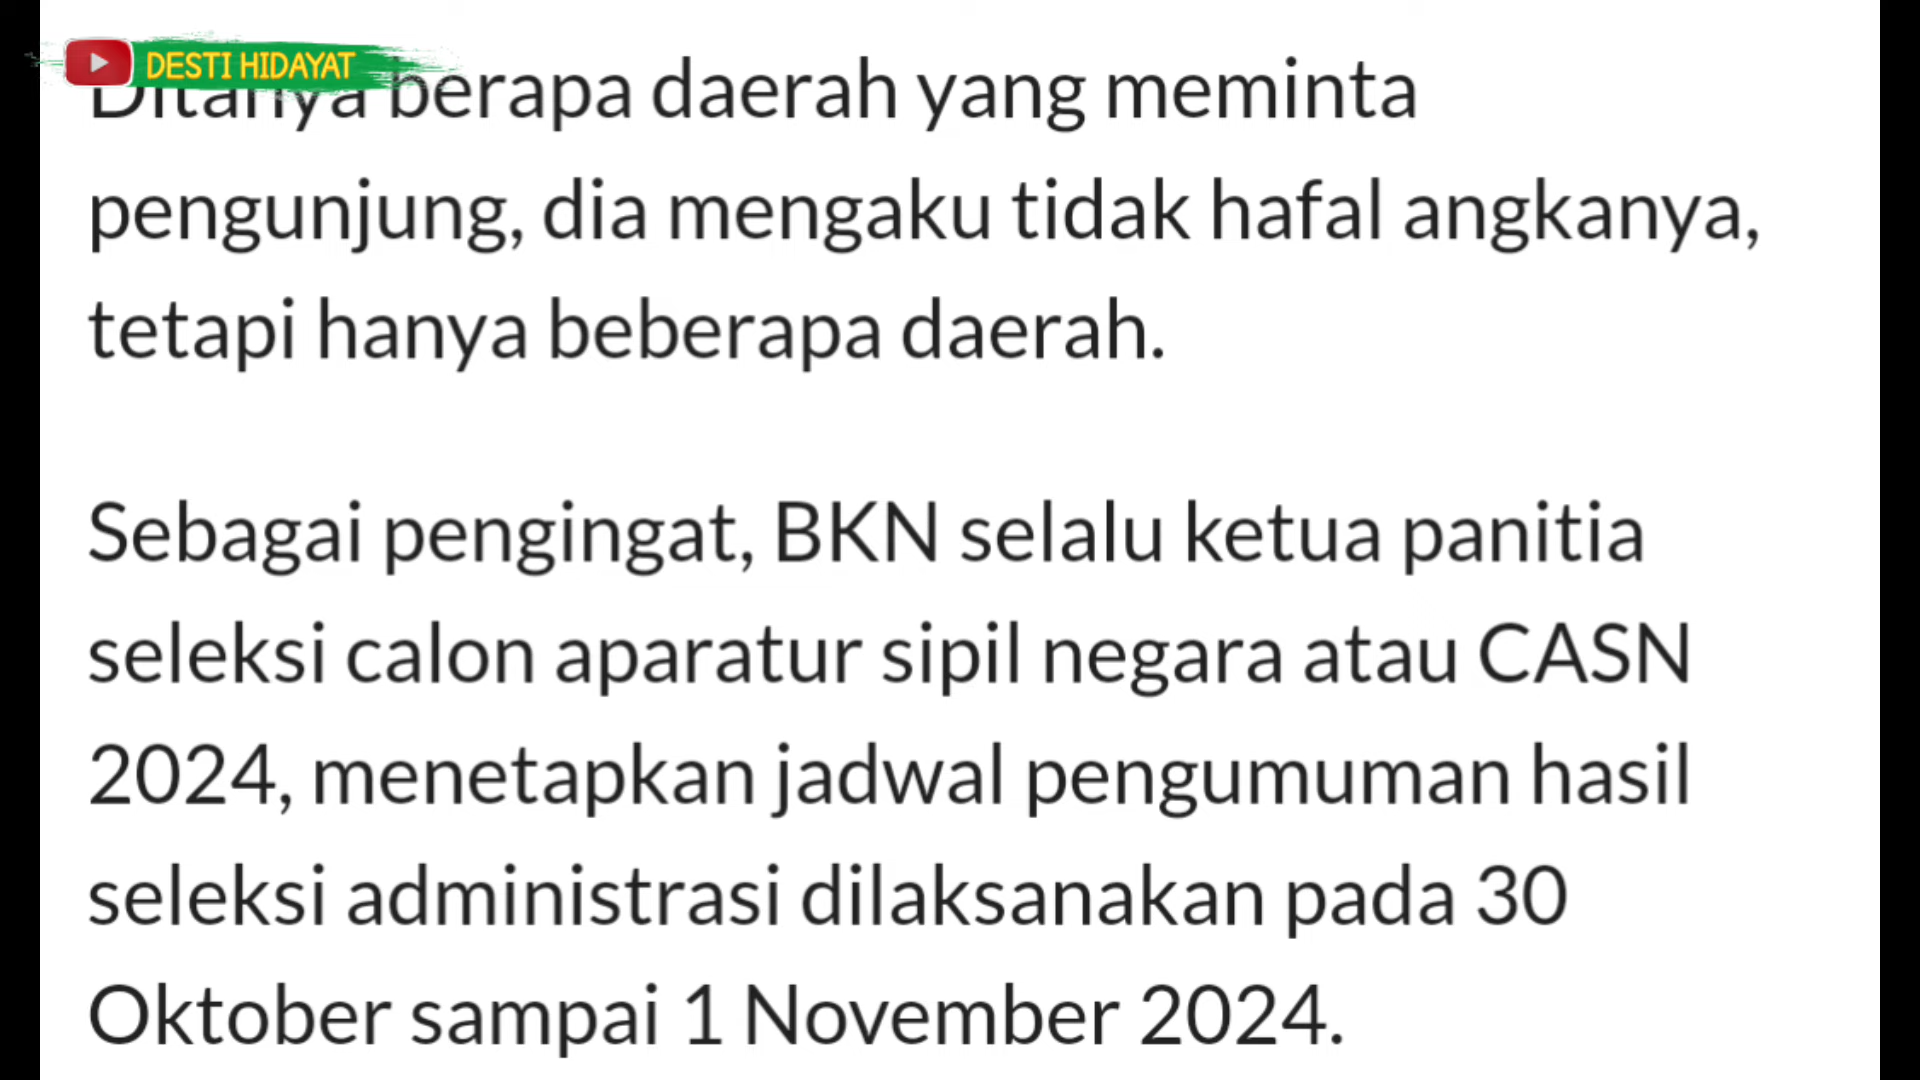 DESTI HIDAYAT
Ditanya berapa daerah yang meminta
pengunjung, dia mengaku tidak hafal angkanya,
tetapi hanya beberapa daerah.
Sebagai pengingat, BKN selalu ketua panitia
seleksi calon aparatur sipil negara atau CASN
2024, menetapkan jadwal pengumuman hasil
seleksi administrasi dilaksanakan pada 30
Oktober sampai 1 November 2024.